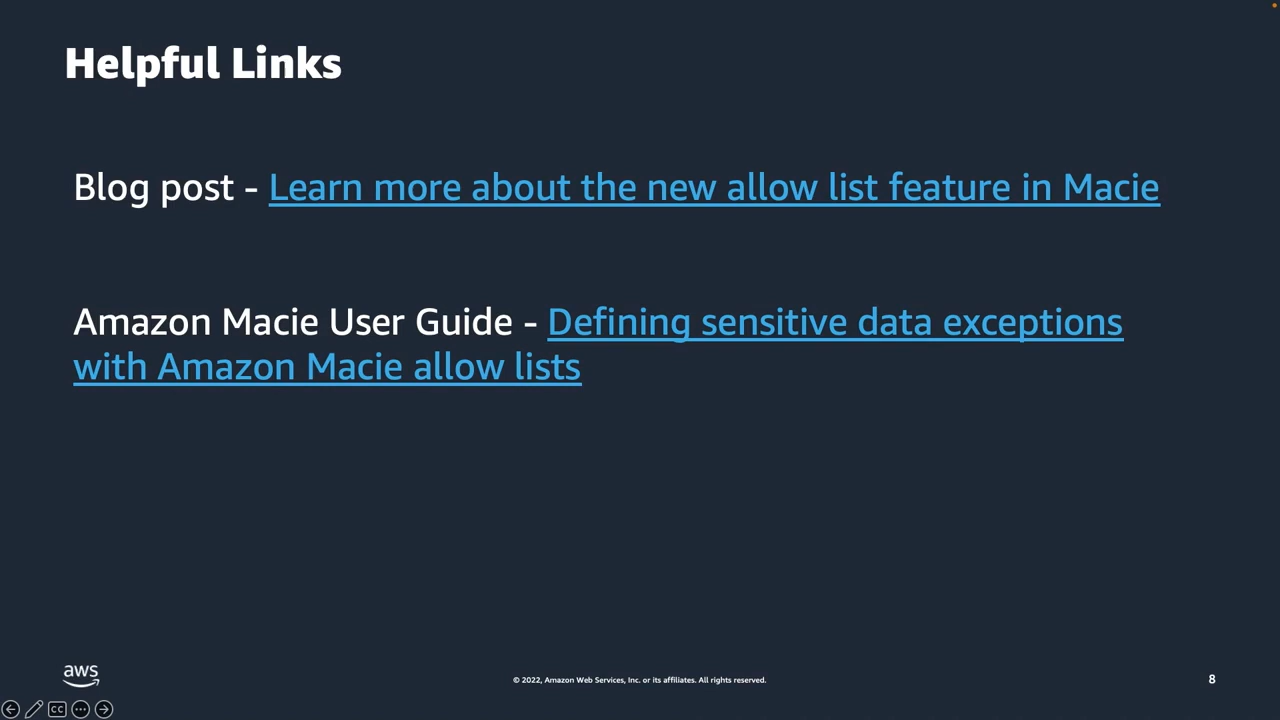 Helpful Links
Blog post - Learn more about the new allow list feature in Macie
Amazon Macie User Guide - Defining sensitive data exceptions
with Amazon Macie allow lists
aws
© 2022, Amazon Web Services, Inc. or its affiliates. All rights reserved.
8
CC